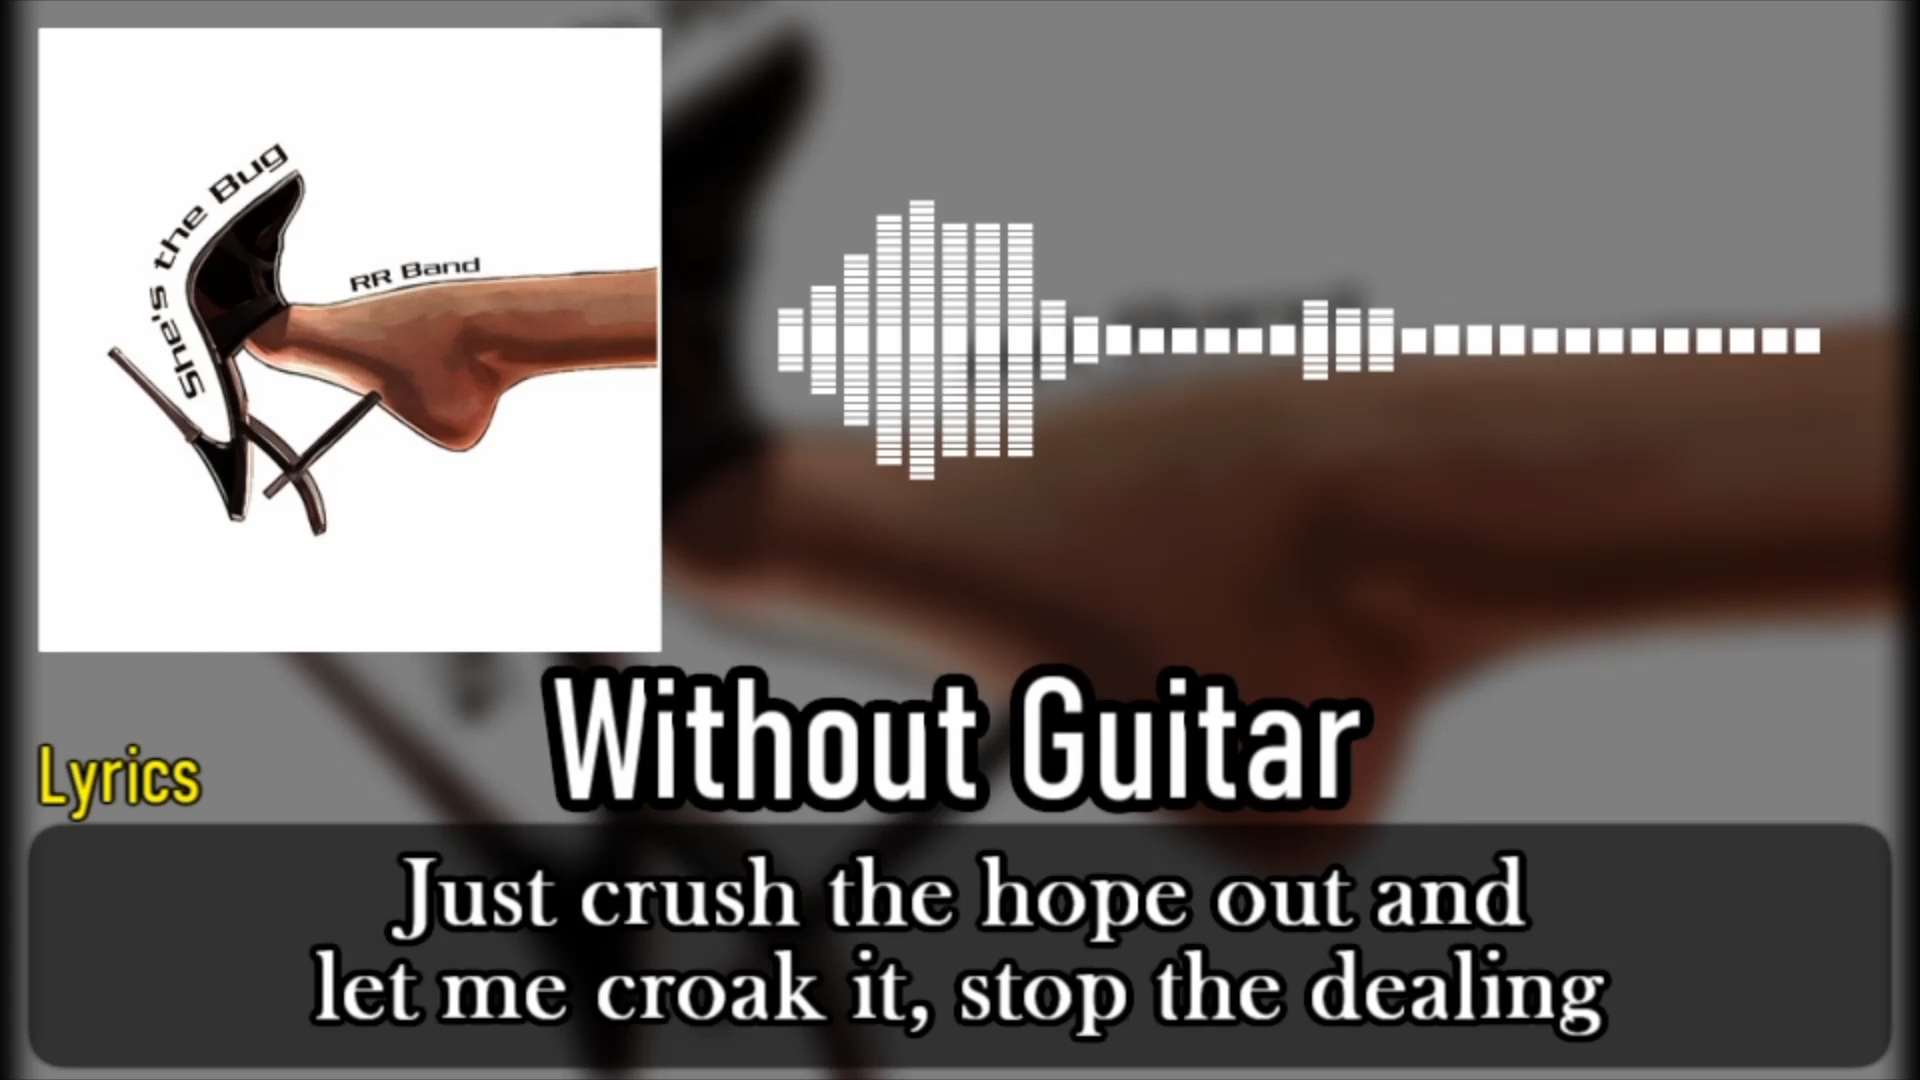 She's the Bug
RR Band
Without Guitar
Lyrics
Just crush the hope out and
let me croak it, stop the dealing